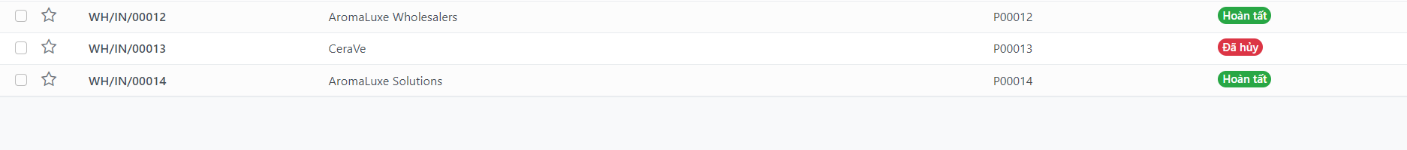 WH/IN/00012 AromaLuxe Wholesalers P00012 Hoàn tất
WH/IN/00013 CeraVe P00013 Đã hủy
WH/IN/00014 AromaLuxe Solutions P00014 Hoàn tất